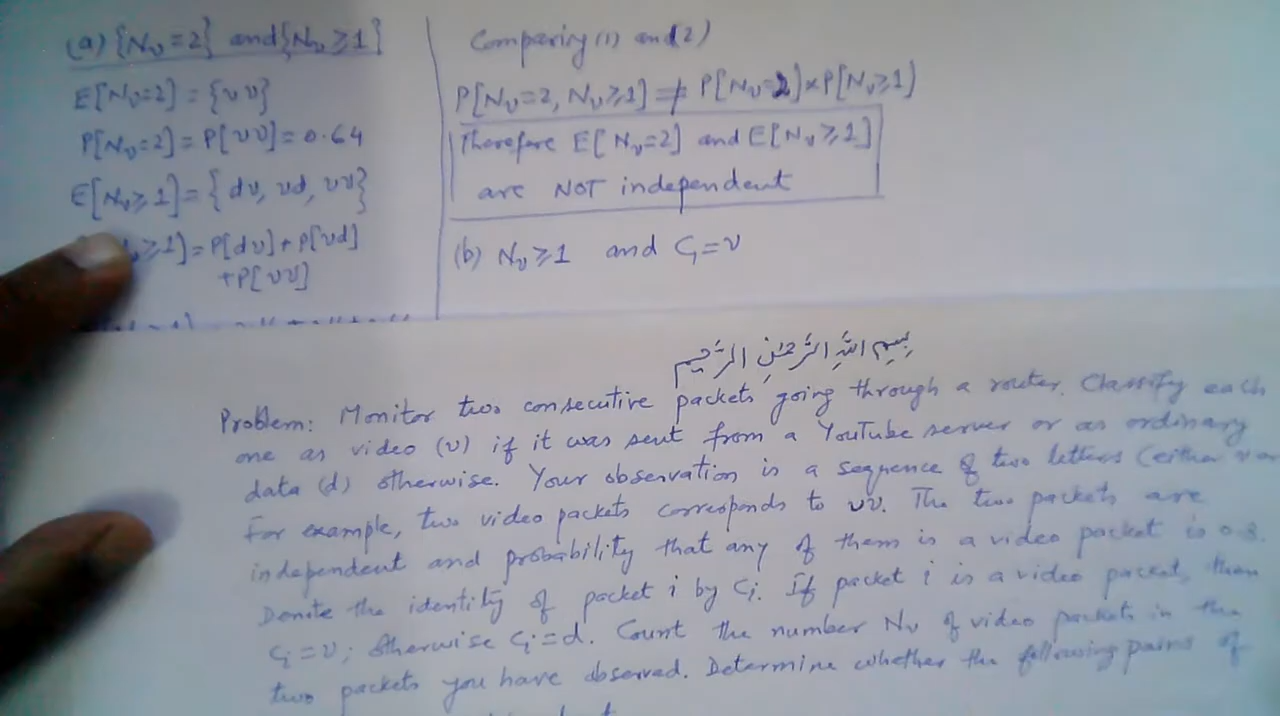 (a) {Nv=2} and {Nv≥1}
E[Nv=2] = {vv}
P[Nv=2] = P[vv] = 0.64
E[Nv≥1] = {dv, vd, vv}
≥1] = P[dv] + P[vd]
+P[vv]
Comparing (1) and (2)
P[Nv=2, Nv≥1] ≠ P[Nv=2] × P[Nv≥1]
Therefore E[Nv=2] and E[Nv≥1]
are NOT independent
(b) Nv≥1 and C1=v
بِسْمِ اللَّهِ الرَّحْمَٰنِ الرَّحِيم
Problem: Monitor two consecutive packets going through a router. Classify each
one as video (v) if it was sent from a YouTube server or as ordinary
data (d) otherwise. Your observation is a sequence of two letters (either v or
For example, two video packets corresponds to vv. The two packets are
independent and probability that any of them is a video packet is 0.8.
Denote the identity of packet i by Ci. If packet i is a video packet, then
Ci = v; otherwise Ci = d. Count the number Nv of video packets in the
two packets you have observed. Determine whether the following pairs of